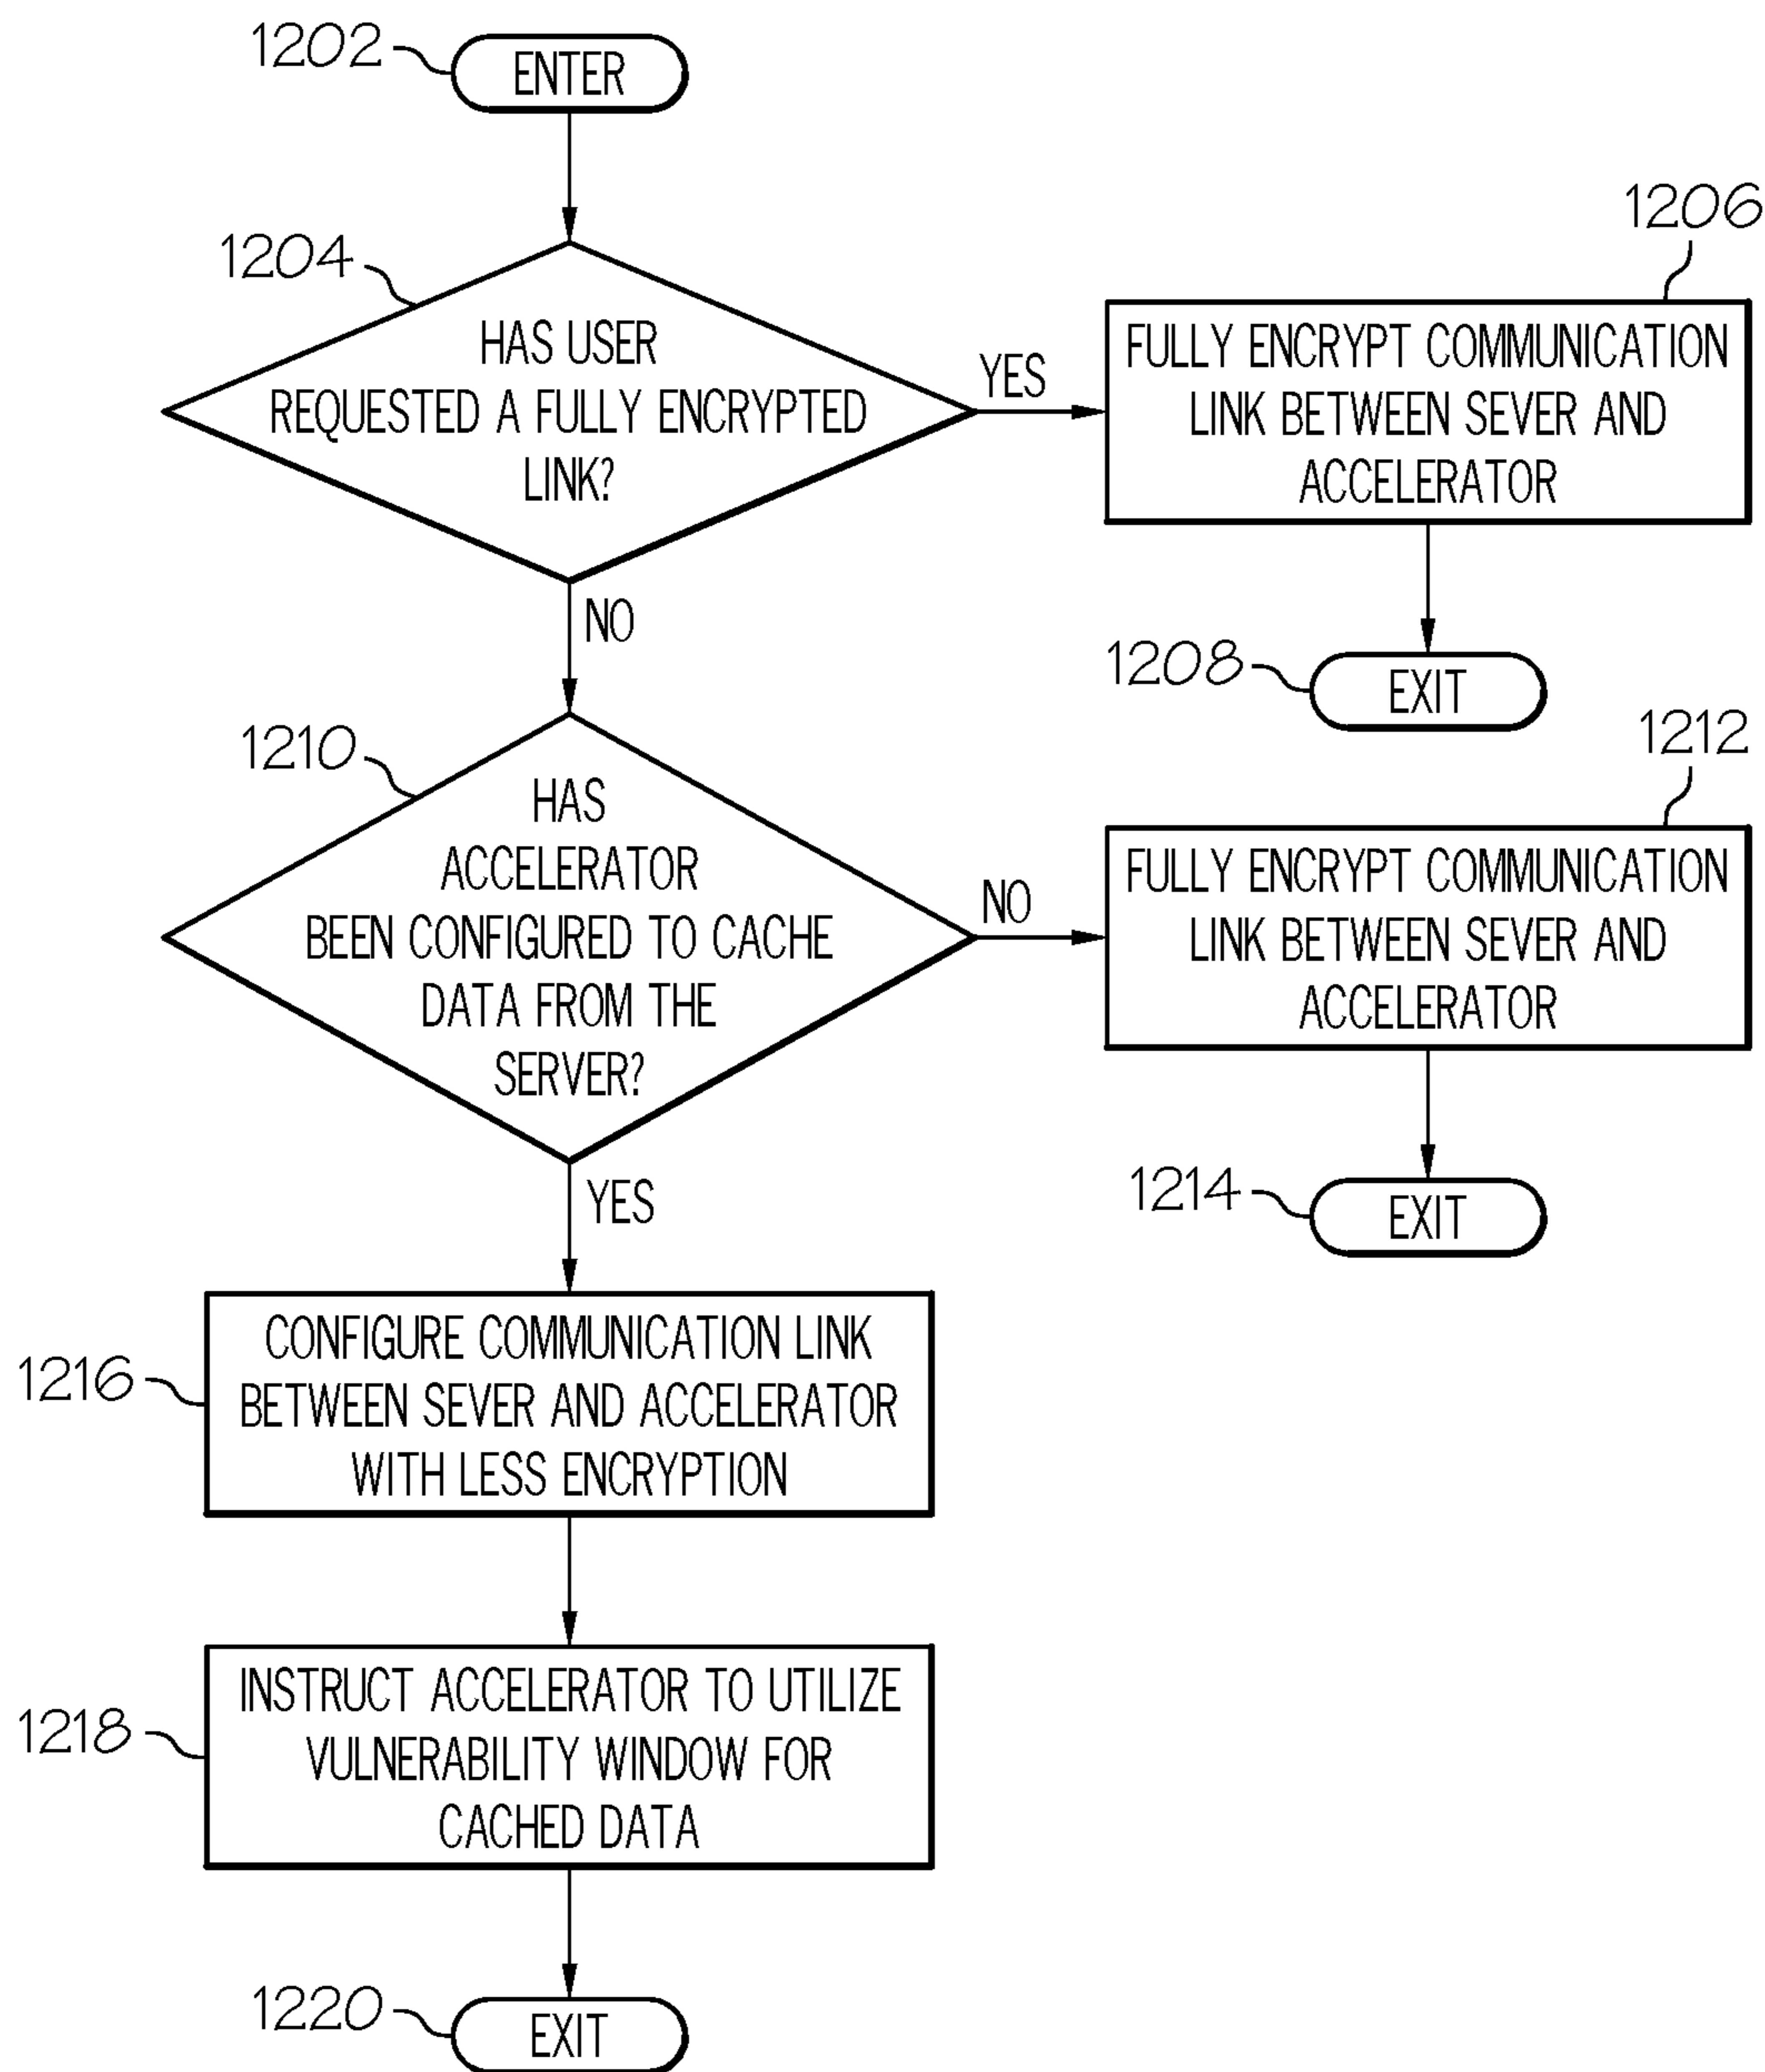 1202
ENTER
1204
HAS USER
REQUESTED A FULLY ENCRYPTED
LINK?
YES
1206
FULLY ENCRYPT COMMUNICATION
LINK BETWEEN SEVER AND
ACCELERATOR
1208
EXIT
NO
1210
HAS
ACCELERATOR
BEEN CONFIGURED TO CACHE
DATA FROM THE
SERVER?
NO
1212
FULLY ENCRYPT COMMUNICATION
LINK BETWEEN SEVER AND
ACCELERATOR
1214
EXIT
YES
1216
CONFIGURE COMMUNICATION LINK
BETWEEN SEVER AND ACCELERATOR
WITH LESS ENCRYPTION
1218
INSTRUCT ACCELERATOR TO UTILIZE
VULNERABILITY WINDOW FOR
CACHED DATA
1220
EXIT